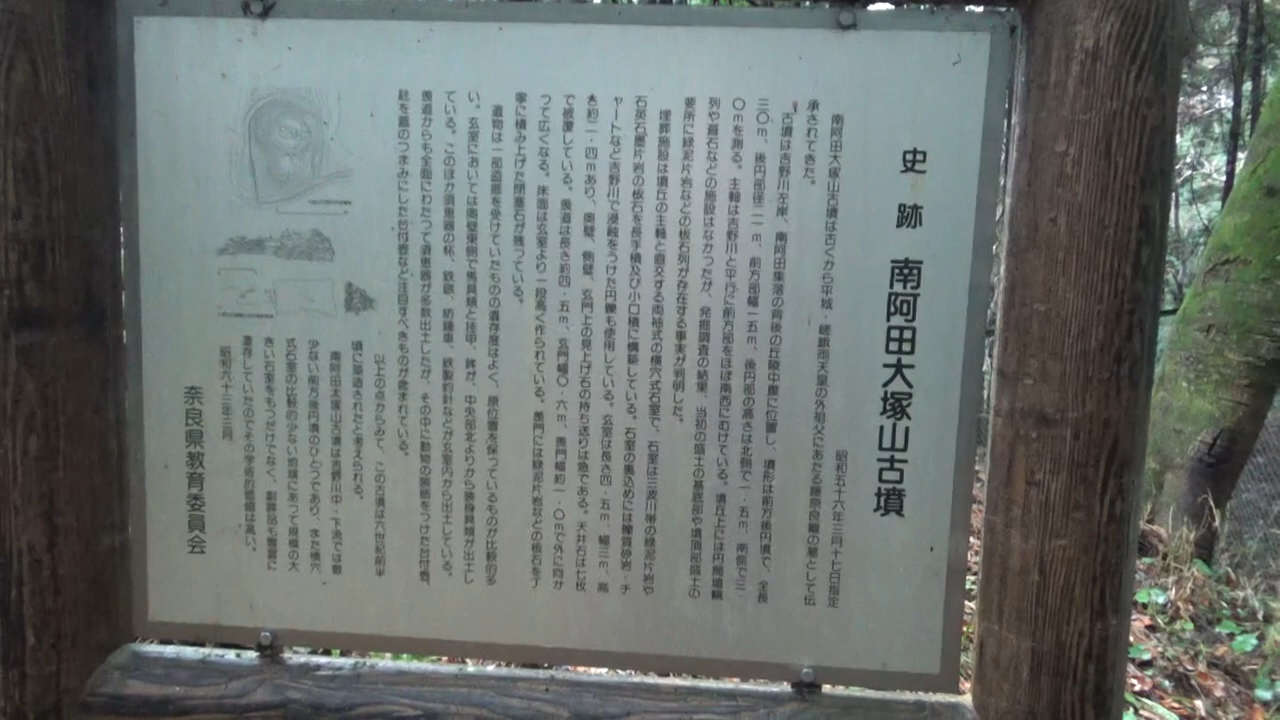 史跡 南阿田大塚山古墳
昭和五十六年三月十七日指定
南阿田大塚山古墳は古くから平城・嵯峨両天皇の外祖父にあたる藤原良継の墓として伝
承されてきた。
古墳は吉野川左岸、南阿田集落の背後の丘陵中腹に位置し、墳形は前方後円墳で、全長
三〇m、後円部径二一m、前方部幅一五m、後円部の高さは北側で一・五m、南側で三・
〇mを測る。主軸は吉野川と平行に前方部をほぼ南西にむけている。墳丘上には円筒埴輪
列や葺石などの施設はなかったが、発掘調査の結果、当初の盛土の基底部や墳頂部盛土の
要所に緑泥片岩などの板石列が存在する事実が判明した。
埋葬施設は墳丘の主軸と直交する両袖式の横穴式石室で、石室は三波川帯の緑泥片岩や
石英石墨片岩の板石を長手積及び小口積に構築している。石室の裏込めには礫質砂岩・チ
ャートなど吉野川で浸蝕をうけた円礫も使用している。玄室は長さ四・五m、幅三m、高
さ約二・四mあり、奥壁、側壁、玄門上の見上げ石の持ち送りは急である。天井石は七枚
で被覆している。羨道は長さ約四・五m、玄門幅〇・六m、羨門幅約一・〇mで外に向か
って広くなる。床面は玄室より一段高く作られている。羨門には緑泥片岩などの板石を丁
寧に積み上げた閉塞石が残っている。
遺物は一部盗掘を受けていたものの遺存度はよく、原位置を保っているものが比較的多
い。玄室においては奥壁東側で馬具類と挂甲、鉾が、中央部北よりから装身具類が出土し
ている。このほか須恵器の杯、鉄鏃、紡錘車、鉄製釣針などが玄室内から出土している。
羨道からも全面にわたって須恵器が多数出土したが、その中に動物の装飾をつけた台付壺、
を蓋のつまみにした台付壺など注目すべきものが含まれている。
以上の点からみて、この古墳は六世紀前半
頃に築造されたと考えられる。
南阿田大塚山古墳は吉野川中・下流では数
少ない前方後円墳のひとつであり、また横穴
式石室の比較的少ない地域にあって規模の大
きい石室をもつだけでなく、副葬品も豊富に
遺存していたのでその学術的価値は高い。
昭和六十二年三月
奈良県教育委員会